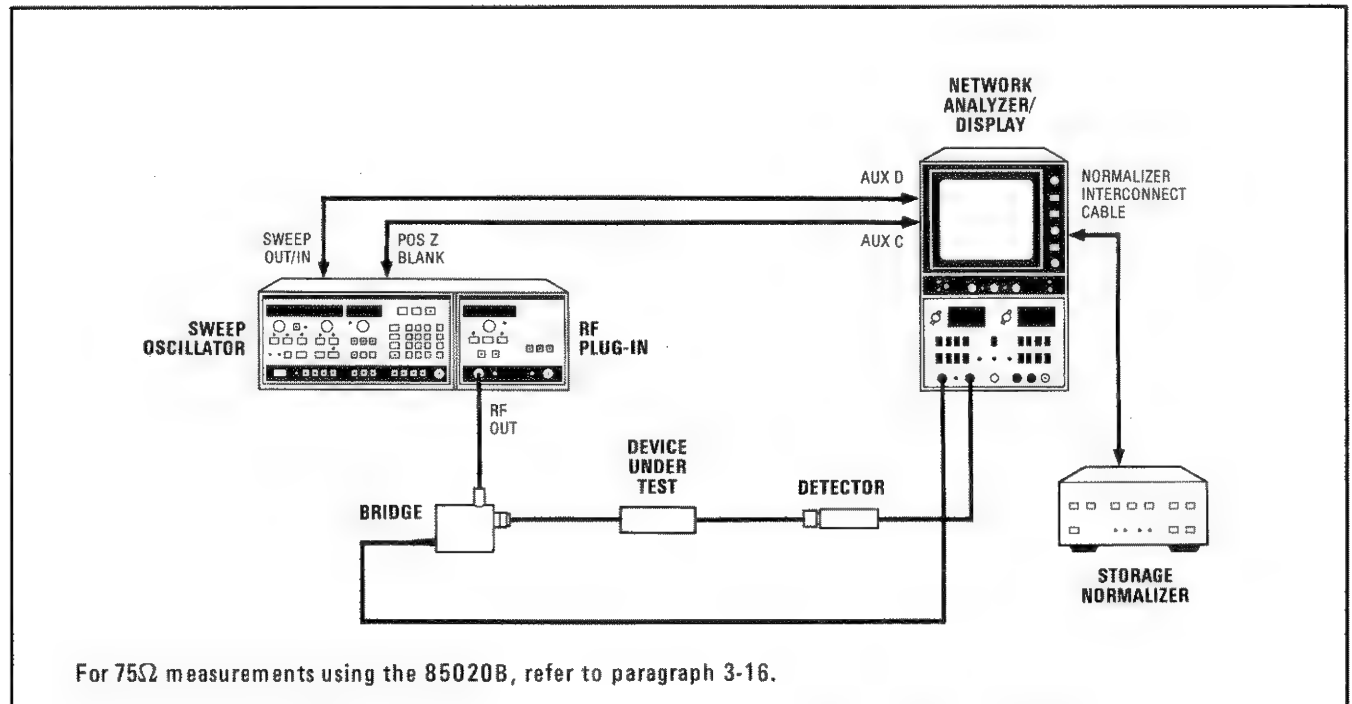 NETWORK
ANALYZER/
DISPLAY
AUX D
NORMALIZER
INTERCONNECT
CABLE
AUX C
SWEEP
OUT/IN
POS Z
BLANK
SWEEP
OSCILLATOR
RF
PLUG-IN
RF
OUT
DEVICE
UNDER
TEST
DETECTOR
BRIDGE
STORAGE
NORMALIZER
For 75Ω measurements using the 85020B, refer to paragraph 3-16.